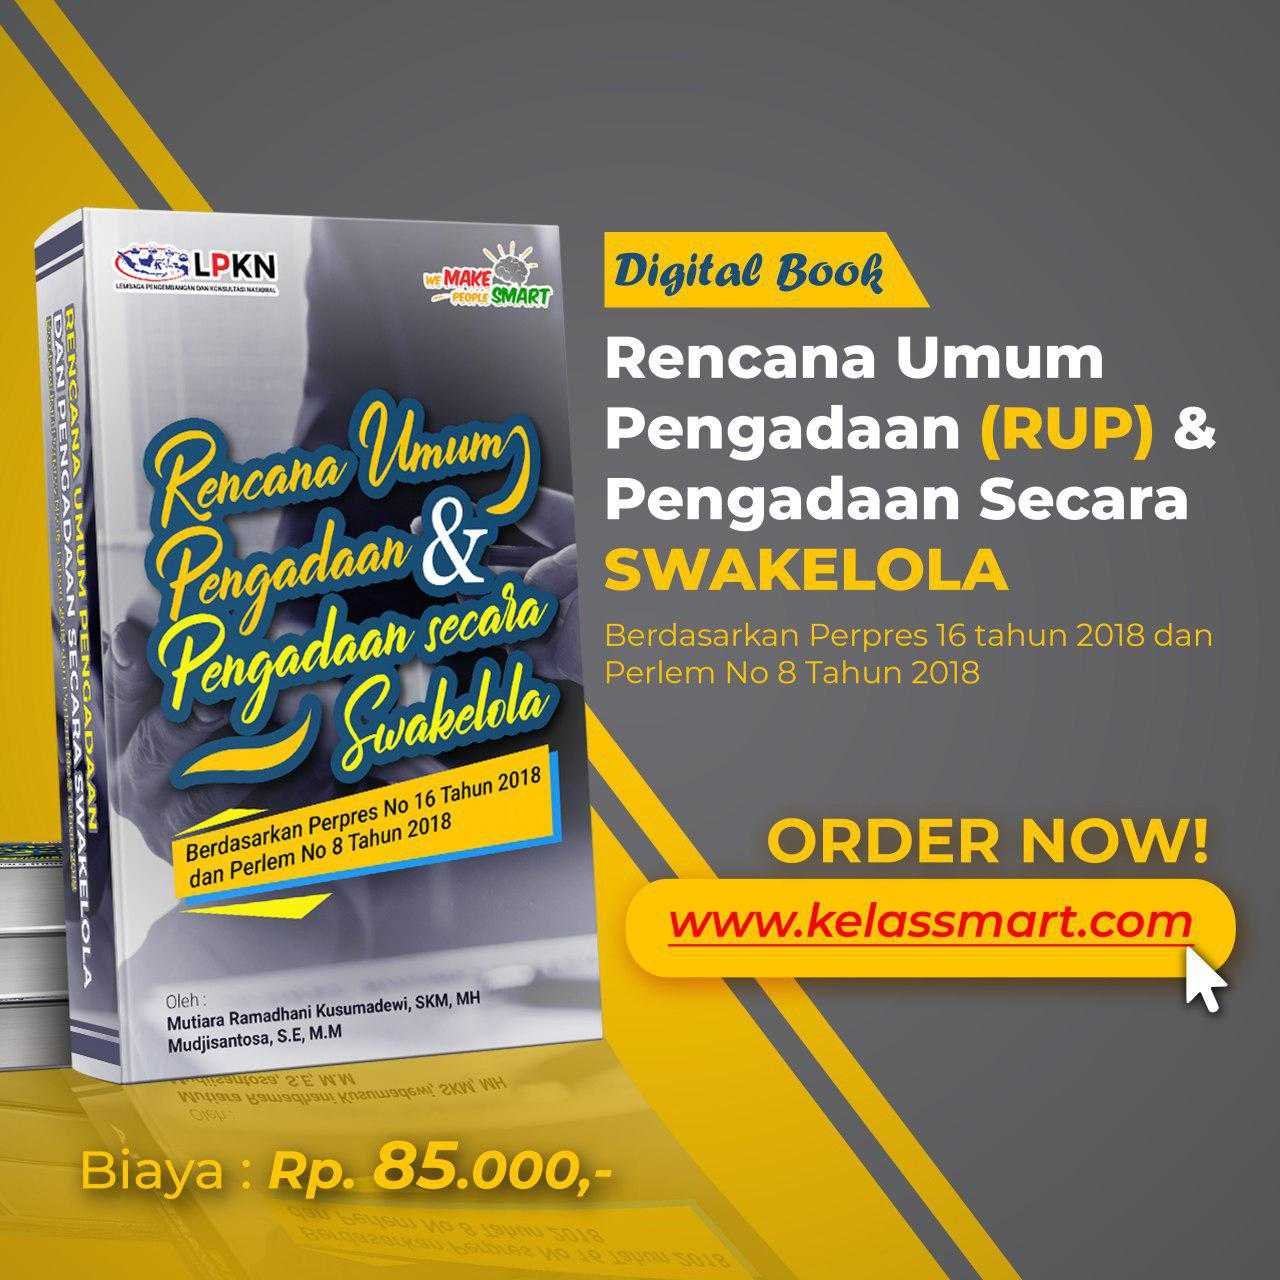 LPKN
LEMBAGA PENGEMBANGAN DAN KONSULTASI NASIONAL
WE MAKE
PEOPLE SMART
Rencana Umum
Pengadaan &
Pengadaan secara
Swakelola
Berdasarkan Perpres No 16 Tahun 2018
dan Perlem No 8 Tahun 2018
Oleh :
Mutiara Ramadhani Kusumadewi, SKM, MH
Mudjisantosa, S.E, M.M
RENCANA UMUM PENGADAAN
DAN PENGADAAN SECARA SWAKELOLA
Digital Book
Rencana Umum
Pengadaan (RUP) &
Pengadaan Secara
SWAKELOLA
Berdasarkan Perpres 16 tahun 2018 dan
Perlem No 8 Tahun 2018
ORDER NOW!
www.kelassmart.com
Biaya : Rp. 85.000,-